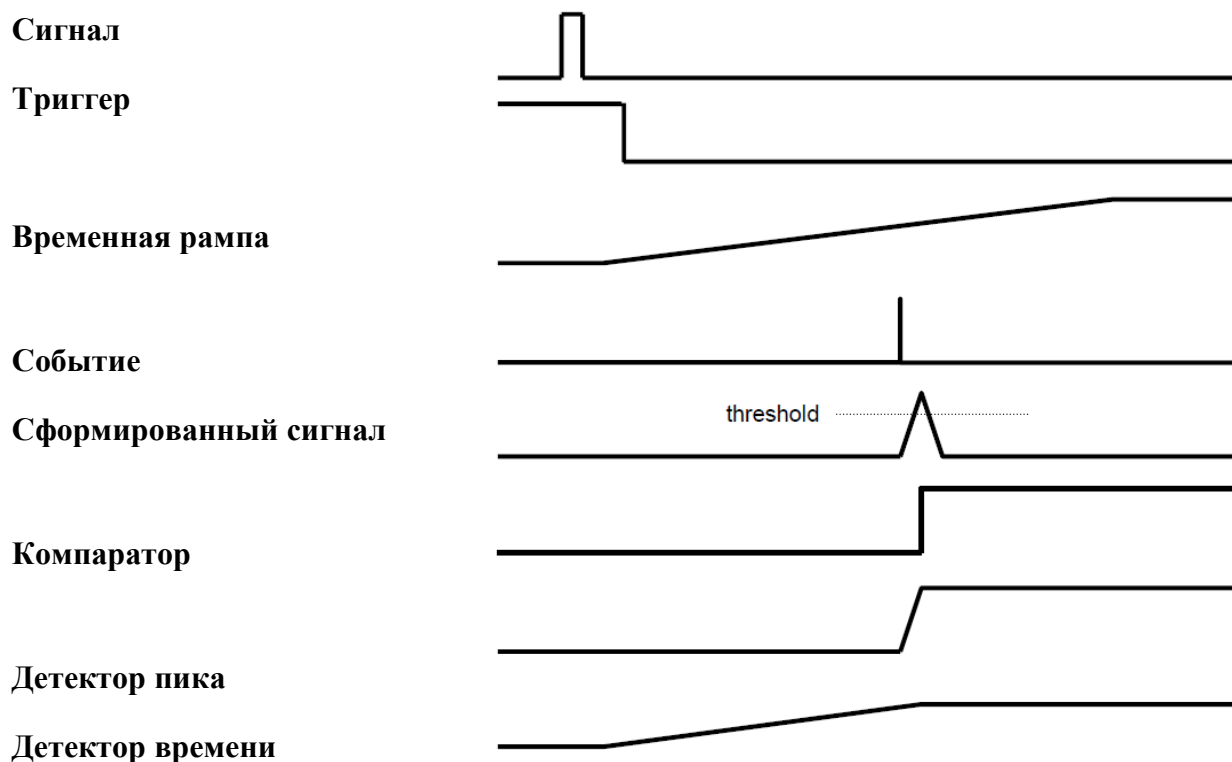 Сигнал
Триггер
Временная рампа
Событие
threshold
Сформированный сигнал
Компаратор
Детектор пика
Детектор времени